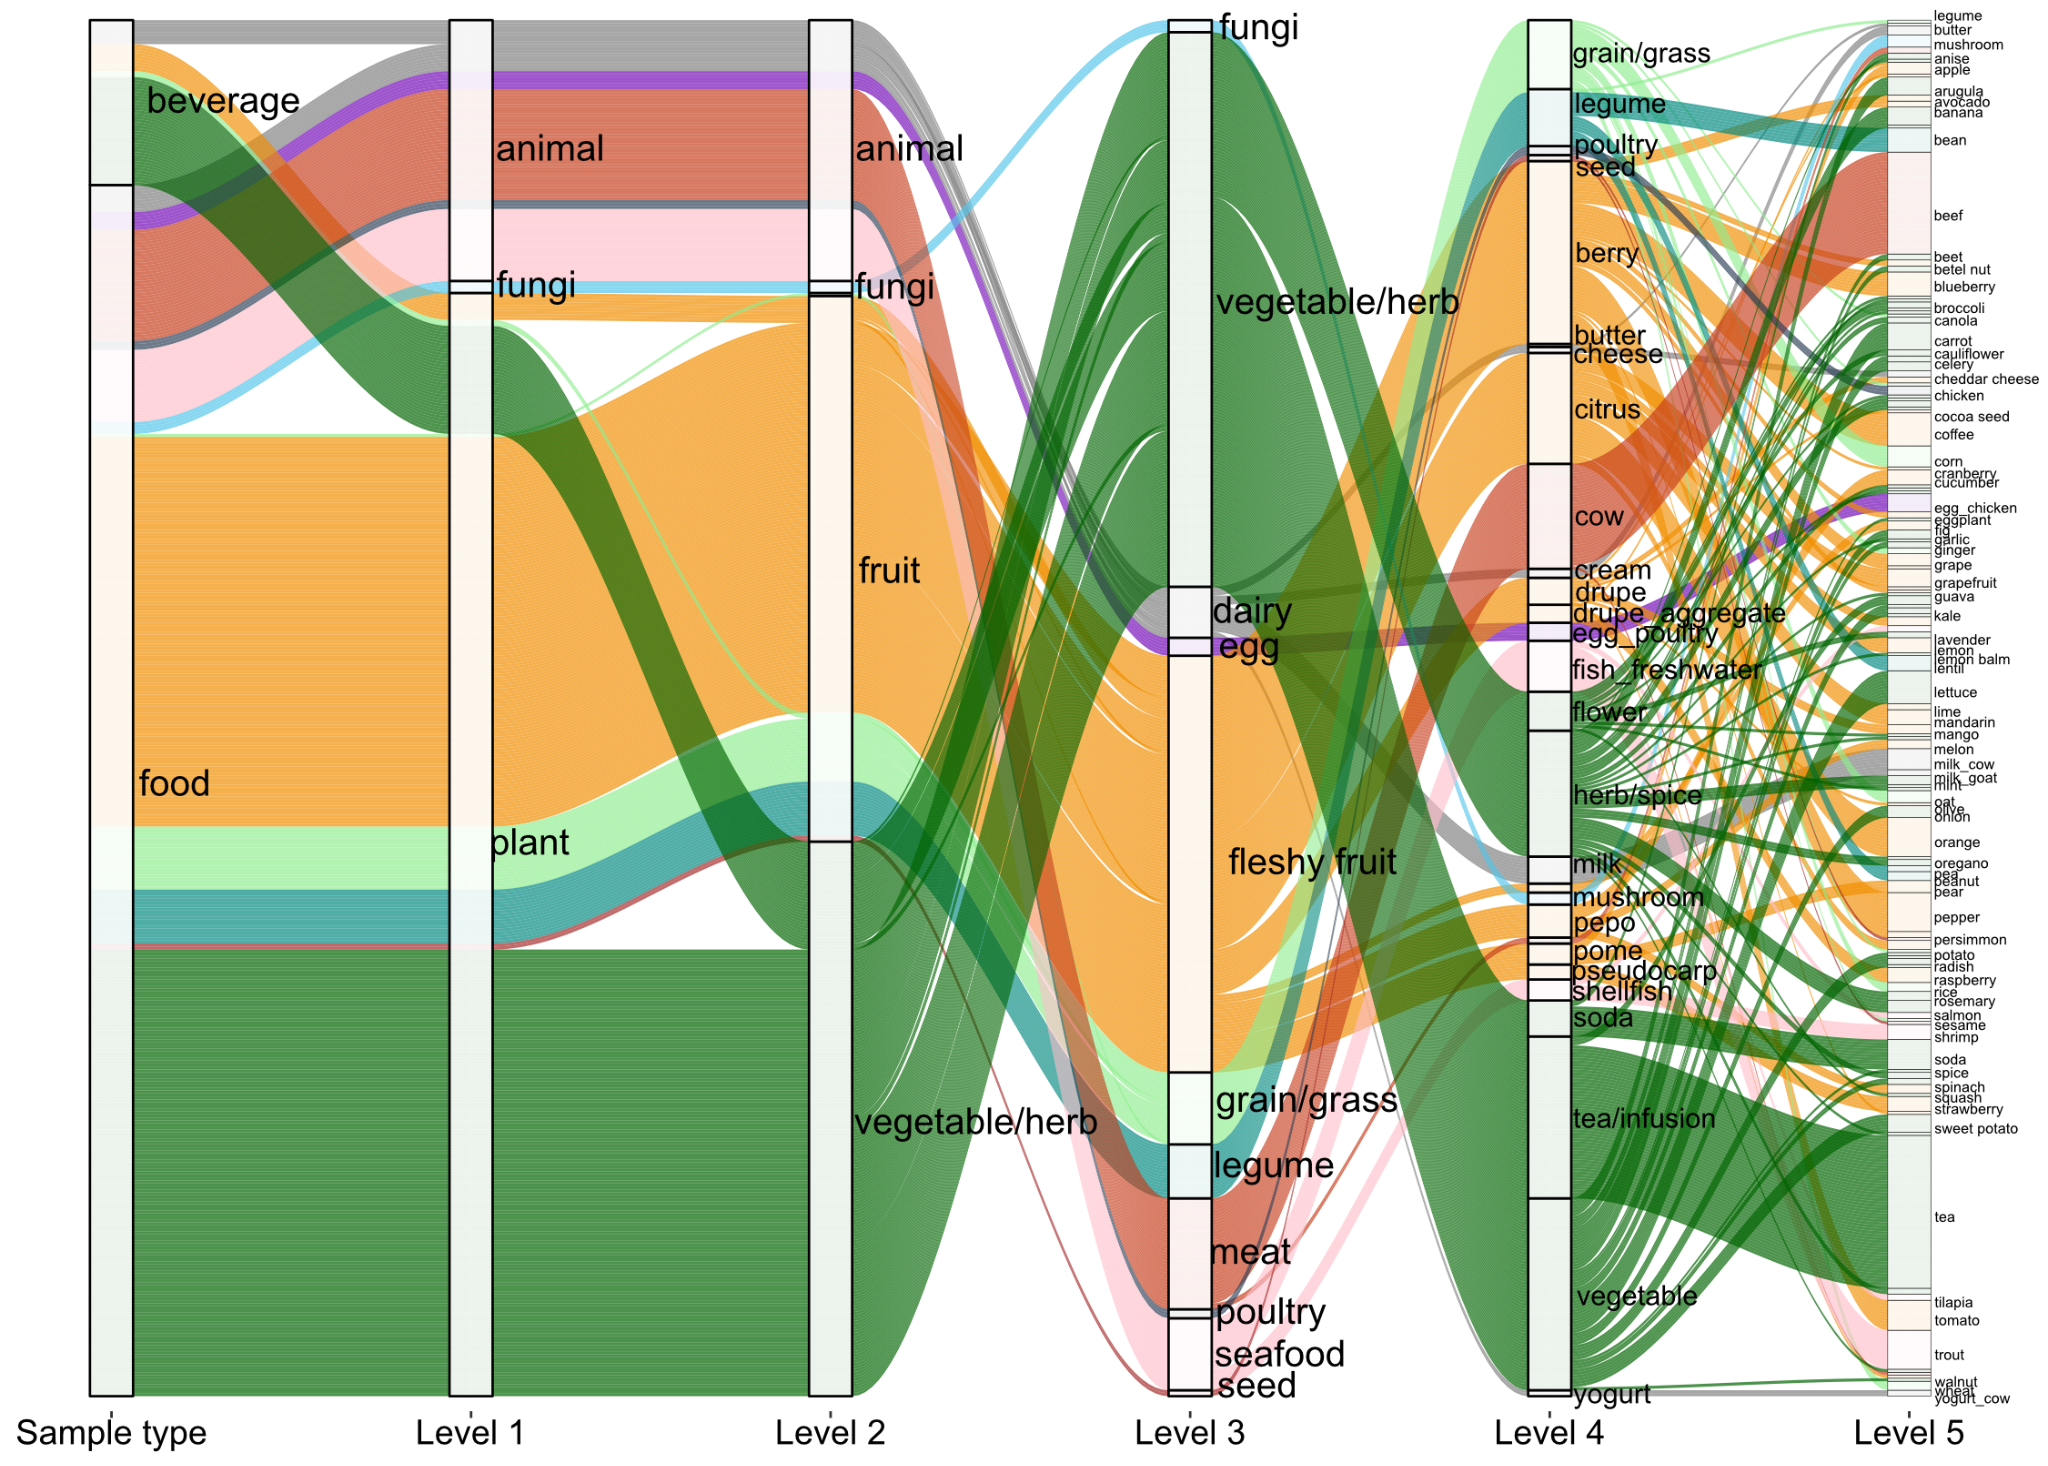 beverage
food
animal
fungi
plant
animal
fungi
fruit
vegetable/herb
fungi
vegetable/herb
dairy
egg
fleshy fruit
grain/grass
legume
meat
poultry
seafood
seed
grain/grass
legume
poultry
seed
berry
butter
cheese
citrus
cow
cream
drupe
drupe_aggregate
egg_poultry
fish_freshwater
flower
herb/spice
milk
mushroom
pepo
pome
pseudocarp
shellfish
soda
tea/infusion
vegetable
yogurt
legume
butter
mushroom
anise
apple
arugula
avocado
banana
bean
beef
beet
betel nut
blueberry
broccoli
canola
carrot
cauliflower
celery
cheddar cheese
chicken
cocoa seed
coffee
corn
cranberry
cucumber
egg_chicken
eggplant
fig
garlic
ginger
grape
grapefruit
guava
kale
lavender
lemon
lemon balm
lentil
lettuce
lime
mandarin
mango
melon
milk_cow
milk_goat
mint
oat
olive
onion
orange
oregano
pea
peanut
pear
pepper
persimmon
potato
radish
raspberry
rice
rosemary
salmon
sesame
shrimp
soda
spice
spinach
squash
strawberry
sweet potato
tea
tilapia
tomato
trout
walnut
wheat
yogurt_cow
Sample type
Level 1
Level 2
Level 3
Level 4
Level 5